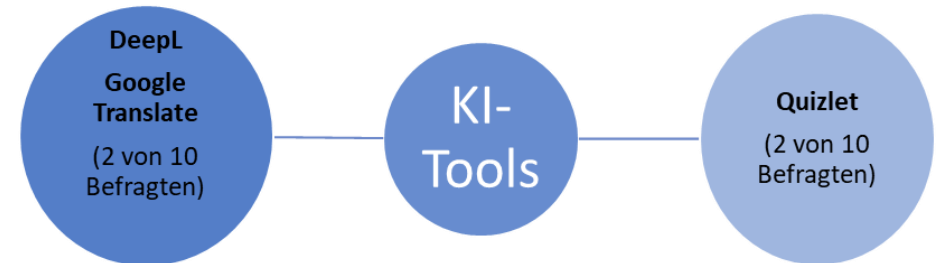 DeepL
Google
Translate
(2 von 10
Befragten)
KI-
Tools
Quizlet
(2 von 10
Befragten)